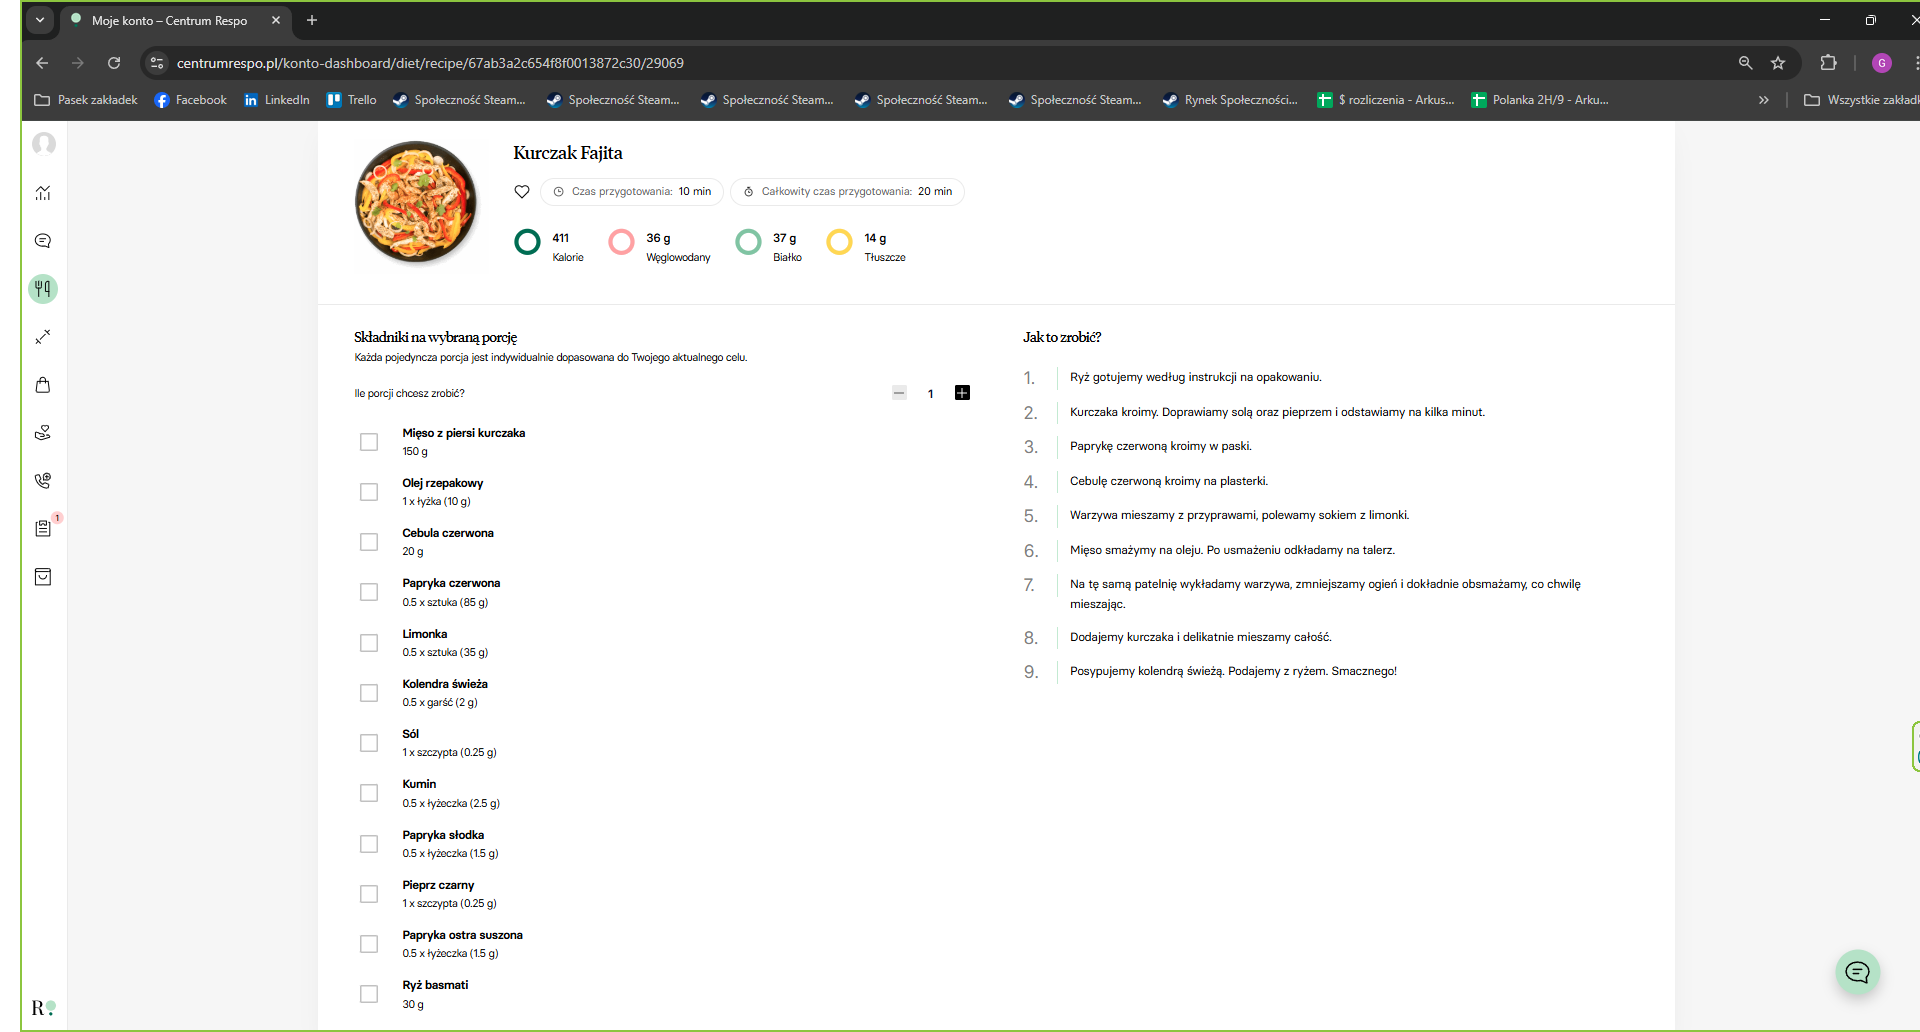 Moje konto – Centrum Respo
centrumrespo.pl/konto-dashboard/diet/recipe/67ab3a2c654f8f0013872c30/29069
G
Pasek zakładek
Facebook
LinkedIn
Trello
Społeczność Steam...
Społeczność Steam...
Społeczność Steam...
Społeczność Steam...
Społeczność Steam...
Rynek Społeczności...
$ rozliczenia - Arkus...
Polanka 2H/9 - Arku...
Wszystkie zakład
Kurczak Fajita
Czas przygotowania: 10 min
Całkowity czas przygotowania: 20 min
411
Kalorie
36 g
Węglowodany
37 g
Białko
14 g
Tłuszcze
Składniki na wybraną porcję
Każda pojedyncza porcja jest indywidualnie dopasowana do Twojego aktualnego celu.
Ile porcji chcesz zrobić?
1
Mięso z piersi kurczaka
150 g
Olej rzepakowy
1 x łyżka (10 g)
Cebula czerwona
20 g
Papryka czerwona
0.5 x sztuka (85 g)
Limonka
0.5 x sztuka (35 g)
Kolendra świeża
0.5 x garść (2 g)
Sól
1 x szczypta (0.25 g)
Kumin
0.5 x łyżeczka (2.5 g)
Papryka słodka
0.5 x łyżeczka (1.5 g)
Pieprz czarny
1 x szczypta (0.25 g)
Papryka ostra suszona
0.5 x łyżeczka (1.5 g)
Ryż basmati
30 g
Jak to zrobić?
1. Ryż gotujemy według instrukcji na opakowaniu.
2. Kurczaka kroimy. Doprawiamy solą oraz pieprzem i odstawiamy na kilka minut.
3. Paprykę czerwoną kroimy w paski.
4. Cebulę czerwoną kroimy na plasterki.
5. Warzywa mieszamy z przyprawami, polewamy sokiem z limonki.
6. Mięso smażymy na oleju. Po usmażeniu odkładamy na talerz.
7. Na tę samą patelnię wykładamy warzywa, zmniejszamy ogień i dokładnie obsmażamy, co chwilę
mieszając.
8. Dodajemy kurczaka i delikatnie mieszamy całość.
9. Posypujemy kolendrą świeżą. Podajemy z ryżem. Smacznego!
1
R